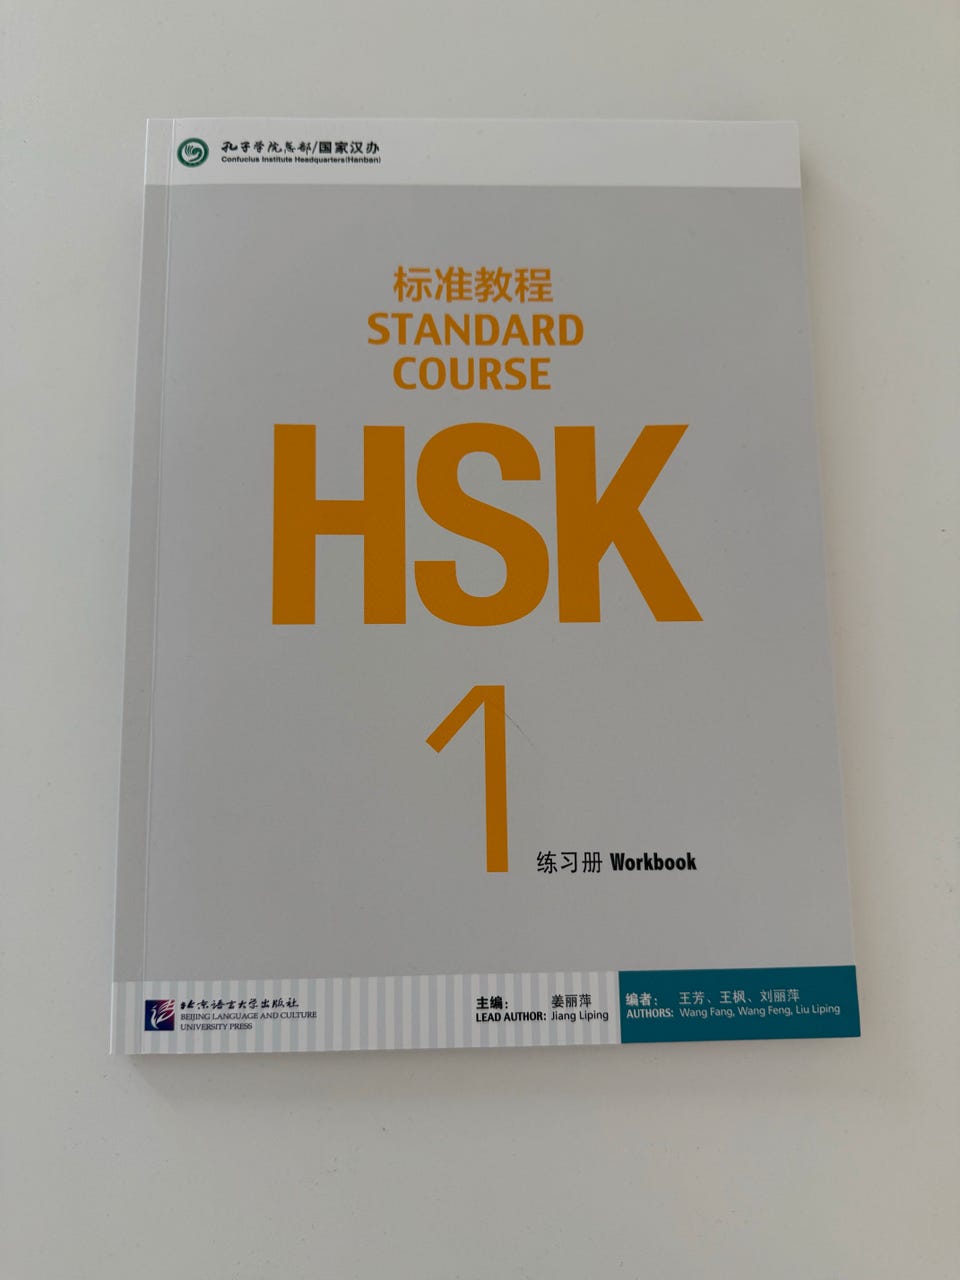 孔子学院总部/国家汉办
Confucius Institute Headquarters(Hanban)
标准教程
STANDARD
COURSE
HSK
1
练习册 Workbook
北京语言大学出版社
BEIJING LANGUAGE AND CULTURE
UNIVERSITY PRESS
主编： 姜丽萍
LEAD AUTHOR: Jiang Liping
编者： 王芳、王枫、刘丽萍
AUTHORS: Wang Fang, Wang Feng, Liu Liping